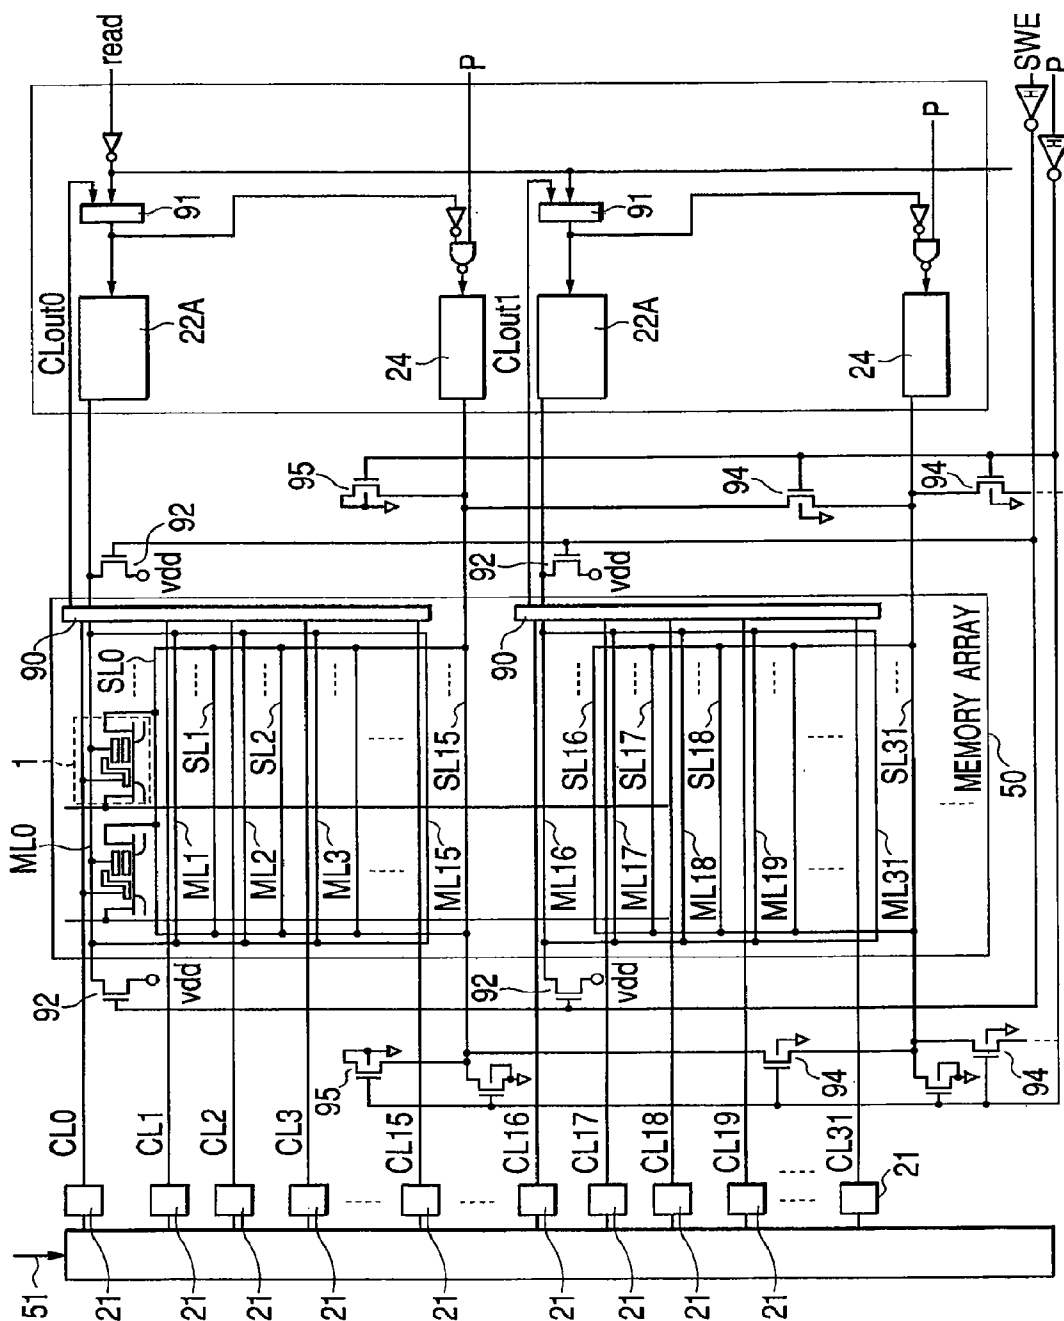 51
21
CL0
92
vdd
ML0
1
SL0
90
92
vdd
CLout0
22A
91
read
21
CL1
ML1
SL1
21
CL2
ML2
SL2
21
CL3
ML3
95
95
21
CL15
ML15
SL15
24
P
21
CL16
92
vdd
ML16
SL16
90
92
vdd
CLout1
22A
91
21
CL17
ML17
SL17
21
CL18
ML18
SL18
21
CL19
94
ML19
94
21
CL31
ML31
SL31
24
P
94
MEMORY ARRAY
50
94
SWE
P
H
H